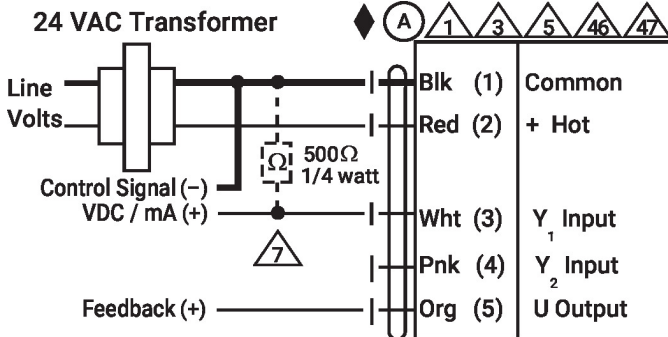 24 VAC Transformer
A 1 3 5 46 47
Line
Volts
Blk (1) Common
Red (2) + Hot
Ω 500Ω
1/4 watt
Control Signal (–)
VDC / mA (+)
Wht (3) Y1 Input
7
Pnk (4) Y2 Input
Feedback (+)
Org (5) U Output